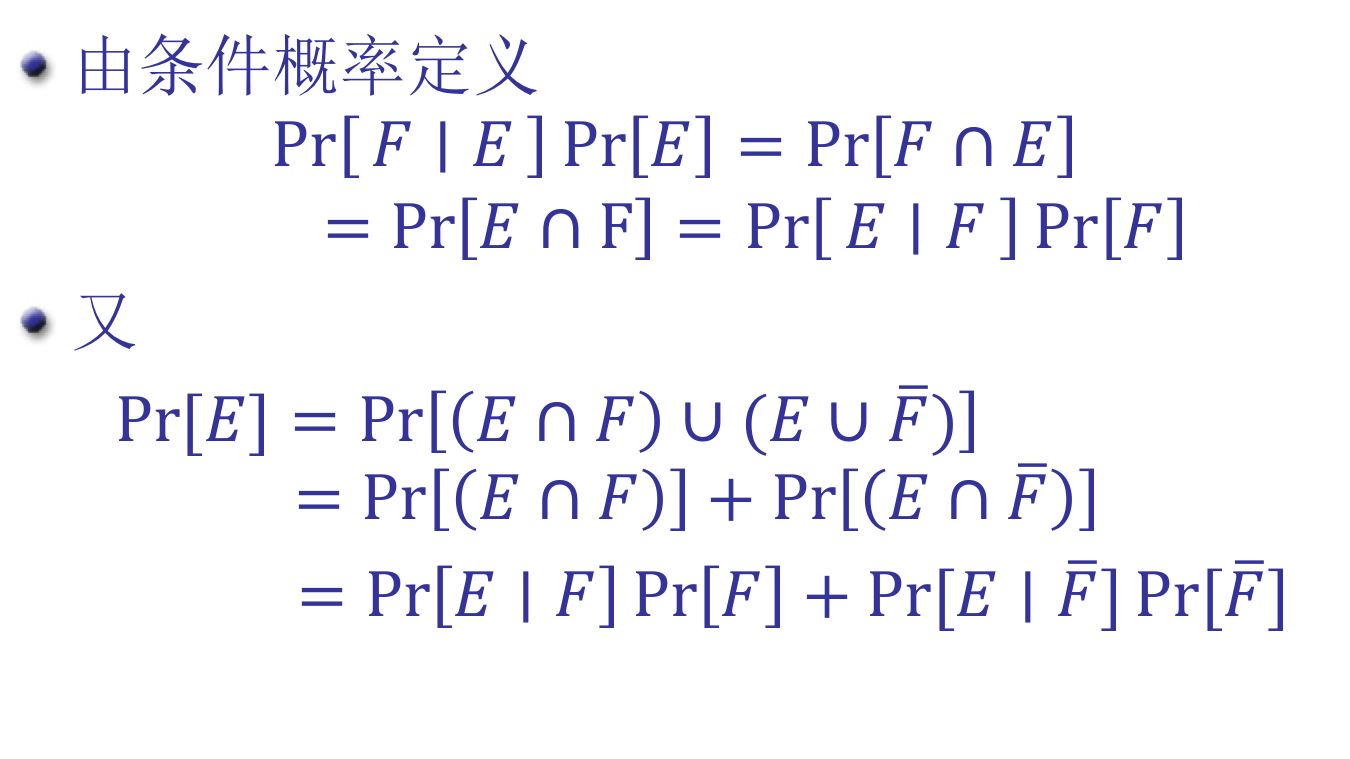 由条件概率定义
Pr[ F | E ] Pr[E] = Pr[F ∩ E]
= Pr[E ∩ F] = Pr[ E | F ] Pr[F]
又
Pr[E] = Pr[(E ∩ F) ∪ (E ∪ F̅)]
= Pr[(E ∩ F)] + Pr[(E ∩ F̅)]
= Pr[E | F] Pr[F] + Pr[E | F̅] Pr[F̅]